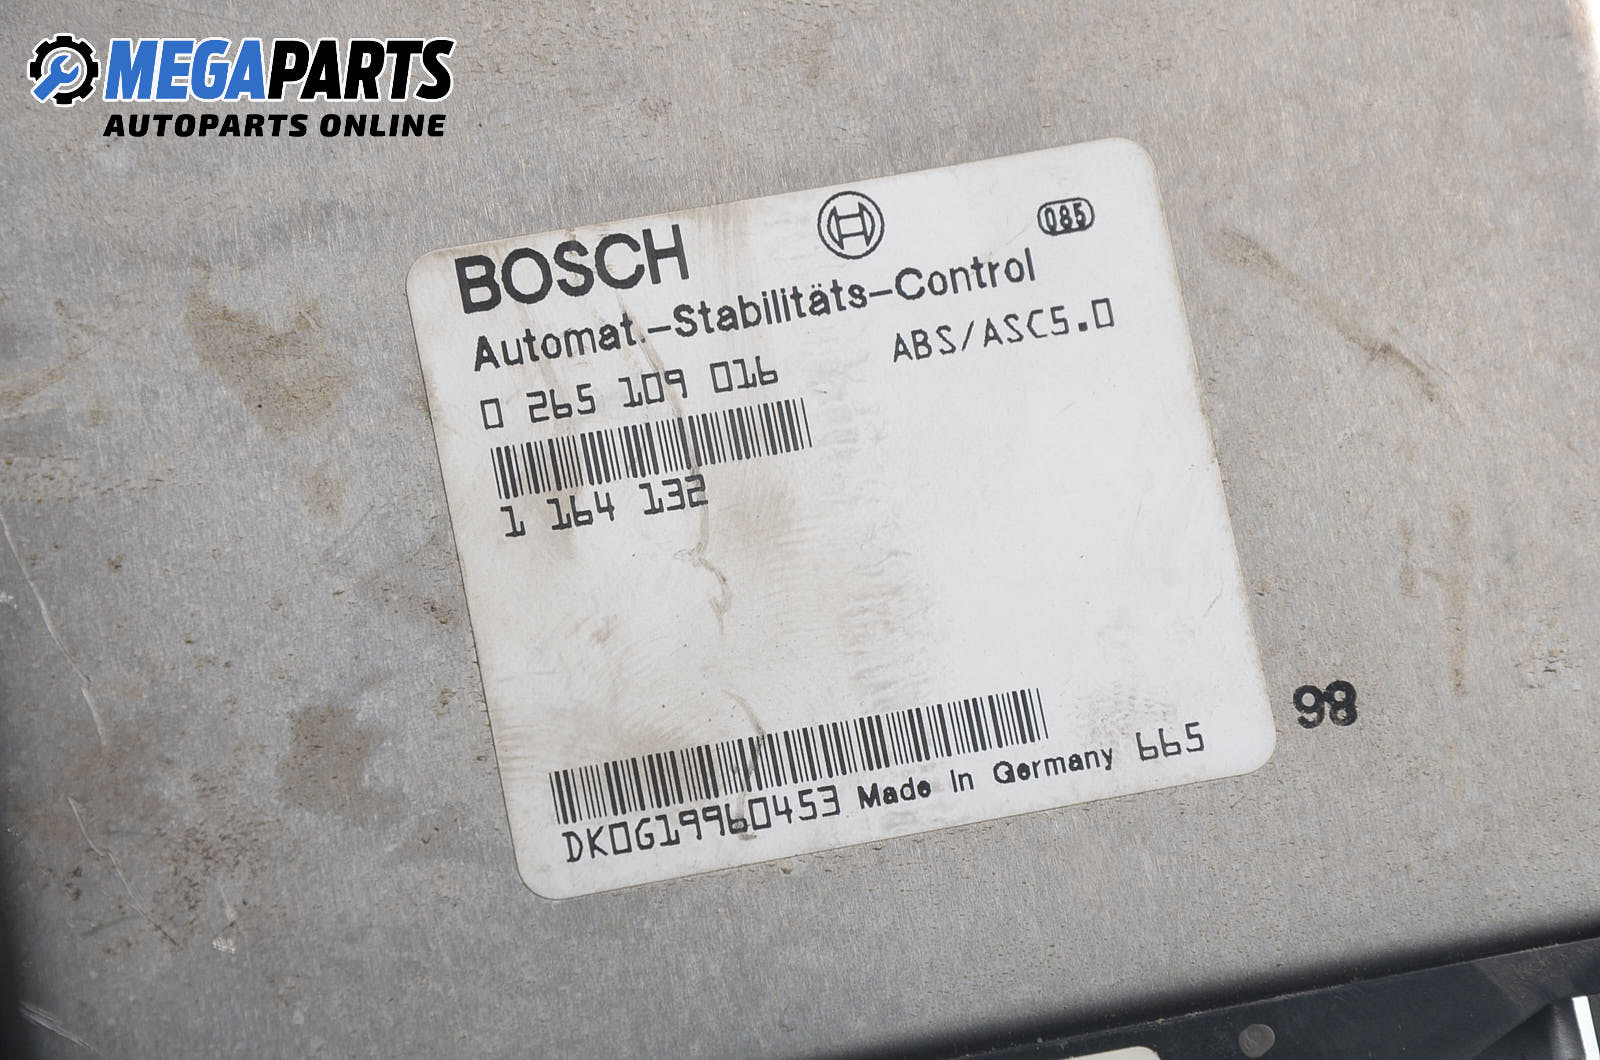 MEGAPARTS
AUTOPARTS ONLINE
BOSCH
085
Automat.-Stabilitäts-Control
0 265 109 016
ABS/ASC5.0
1 164 132
DK0G19960453 Made In Germany 665
98